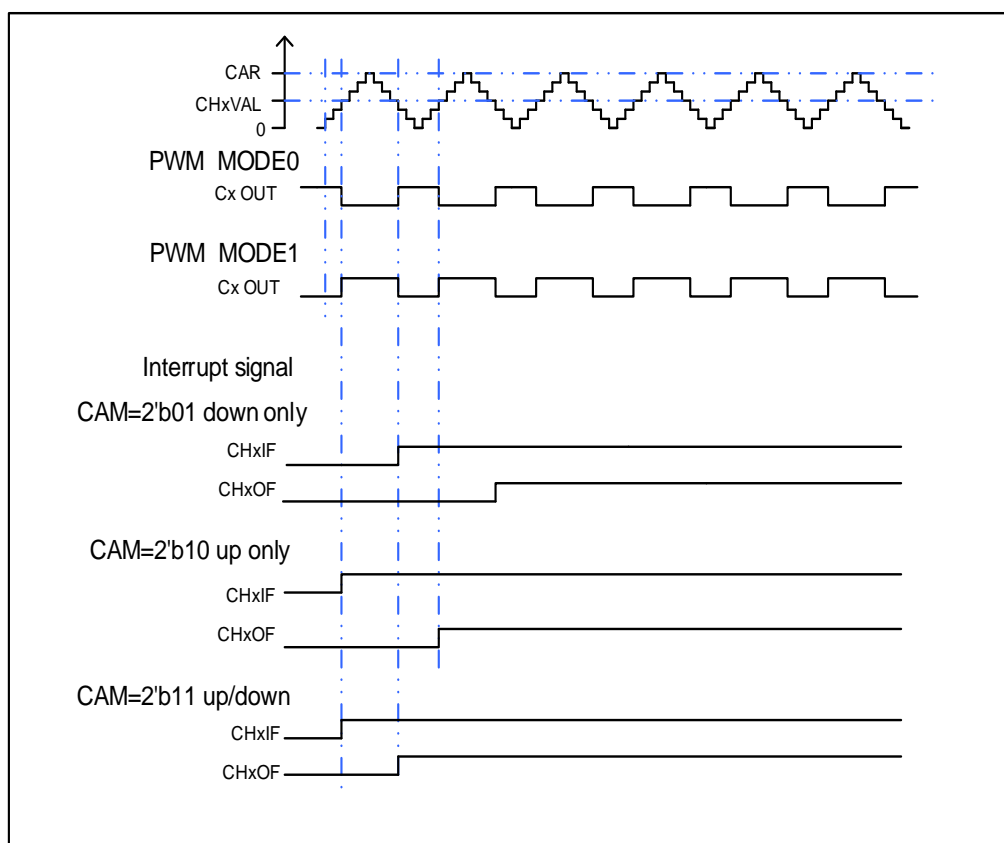 CAR
CHxVAL
0
PWM MODE0
Cx OUT
PWM MODE1
Cx OUT
Interrupt signal
CAM=2'b01 down only
CHxIF
CHxOF
CAM=2'b10 up only
CHxIF
CHxOF
CAM=2'b11 up/down
CHxIF
CHxOF